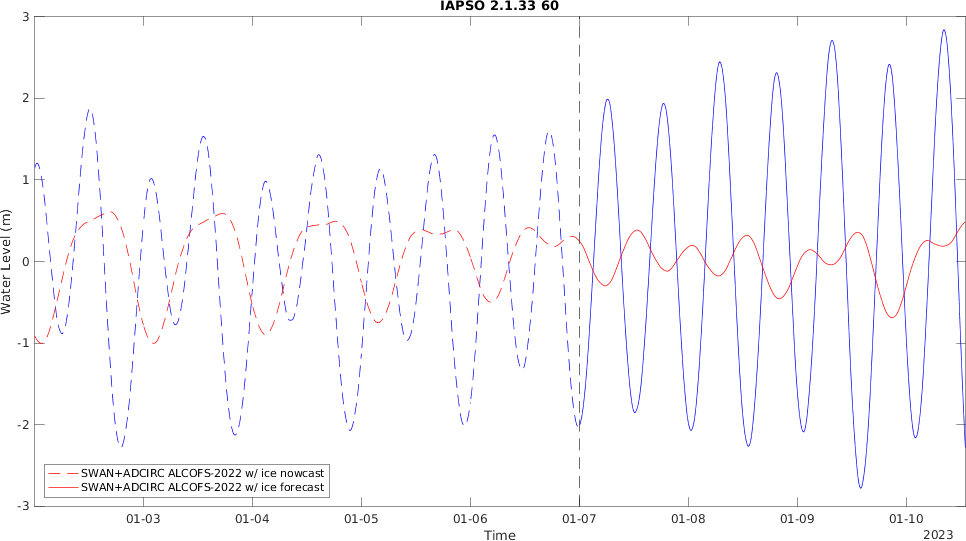 IAPSO 2.1.33 60
3
2
1
0
-1
-2
-3
Water Level (m)
SWAN+ADCIRC ALCOFS-2022 w/ ice nowcast
SWAN+ADCIRC ALCOFS-2022 w/ ice forecast
01-03 01-04 01-05 01-06 01-07 01-08 01-09 01-10
Time
2023